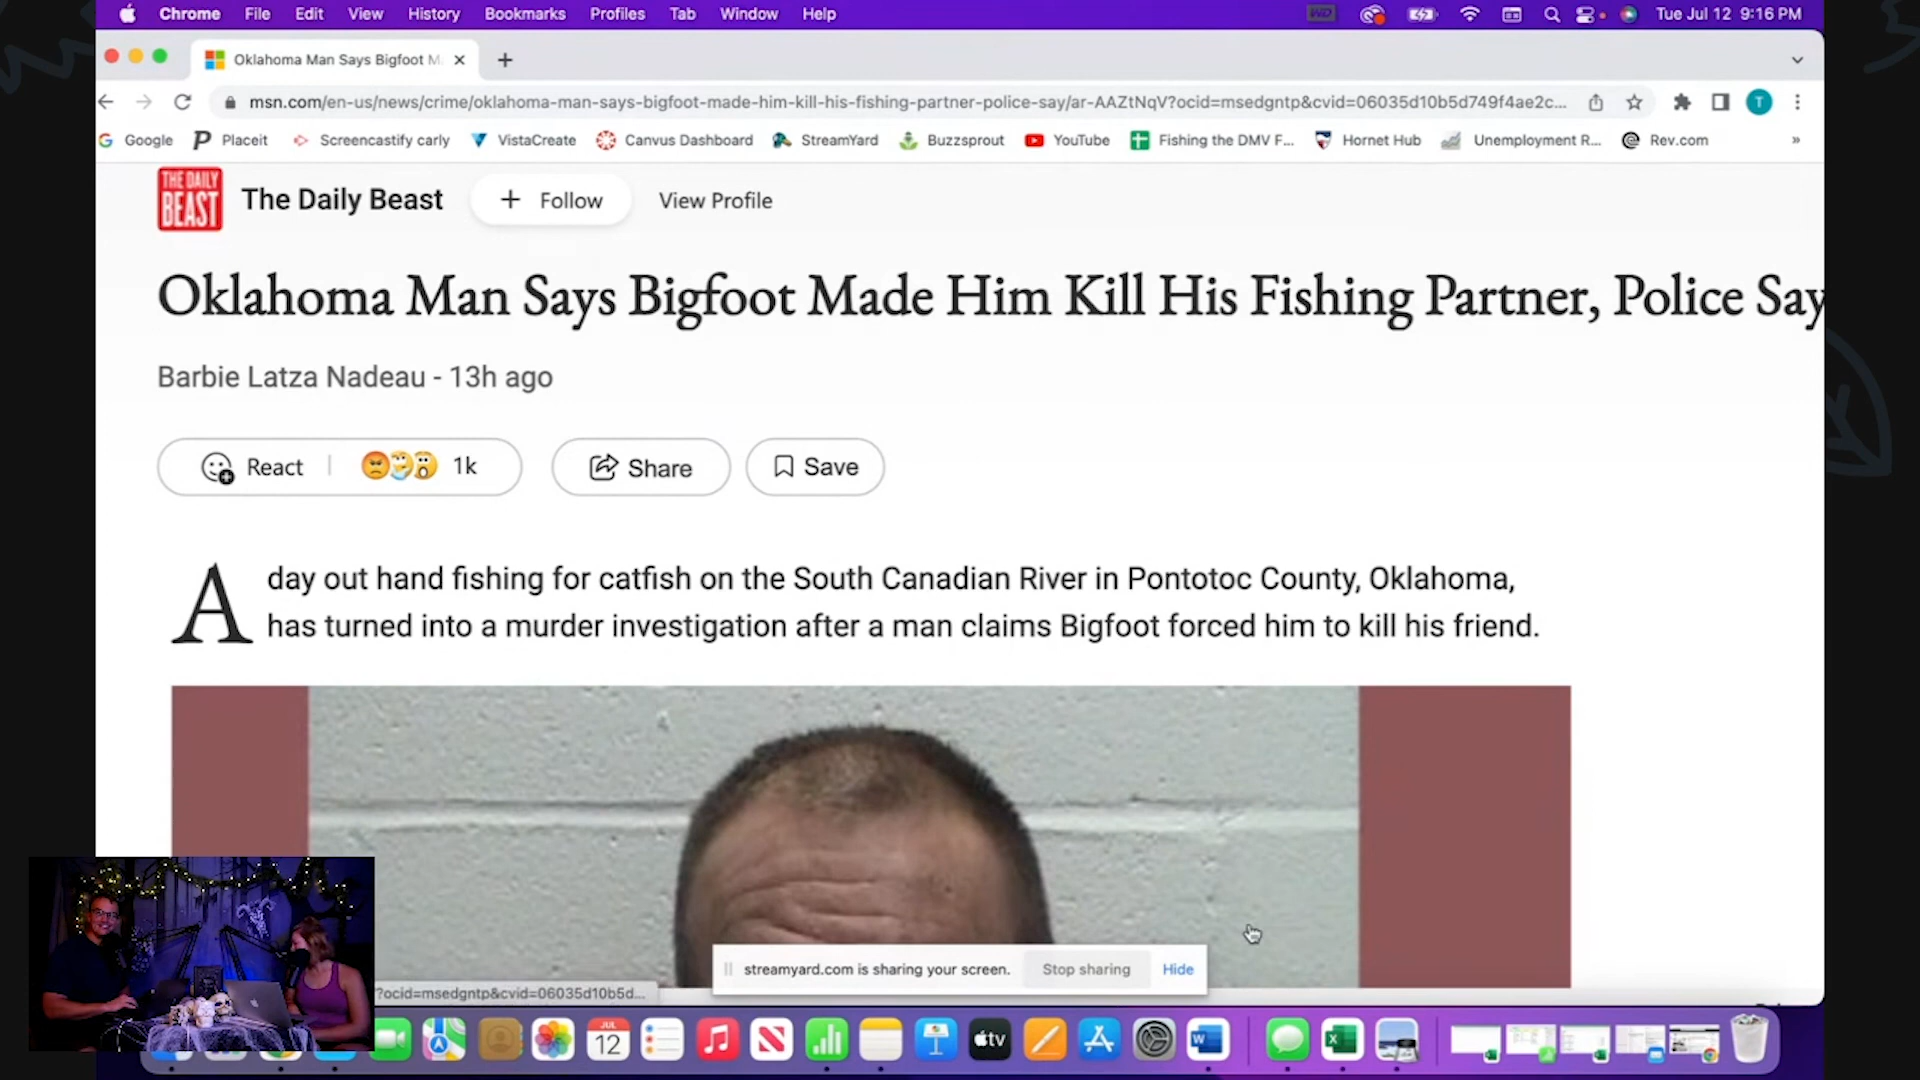 Chrome File Edit View History Bookmarks Profiles Tab Window Help
Tue Jul 12 9:16 PM
Oklahoma Man Says Bigfoot M
msn.com/en-us/news/crime/oklahoma-man-says-bigfoot-made-him-kill-his-fishing-partner-police-say/ar-AAZtNqV?ocid=msedgntp&cvid=06035d10b5d749f4ae2c...
T
Google Placeit Screencastify carly VistaCreate Canvus Dashboard StreamYard Buzzsprout YouTube Fishing the DMV F... Hornet Hub Unemployment R... Rev.com »
THE DAILY
BEAST
The Daily Beast
+ Follow
View Profile
Oklahoma Man Says Bigfoot Made Him Kill His Fishing Partner, Police Say
Barbie Latza Nadeau - 13h ago
React 1k Share Save
A day out hand fishing for catfish on the South Canadian River in Pontotoc County, Oklahoma,
has turned into a murder investigation after a man claims Bigfoot forced him to kill his friend.
streamyard.com is sharing your screen. Stop sharing Hide
?ocid=msedgntp&cvid=06035d10b5d...
JUL
12
tv
W
X